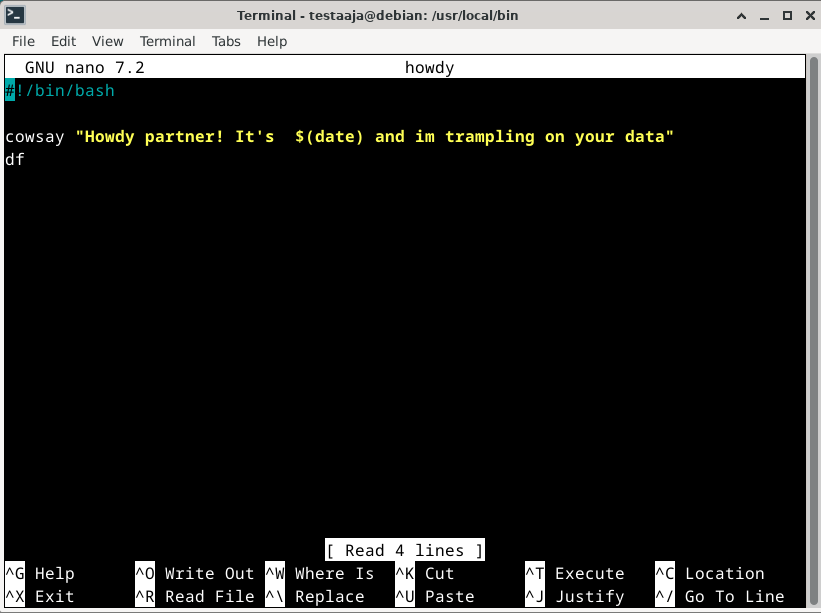 Terminal - testaaja@debian: /usr/local/bin
File Edit View Terminal Tabs Help
GNU nano 7.2 howdy
#!/bin/bash
cowsay "Howdy partner! It's  $(date) and im trampling on your data"
df
[ Read 4 lines ]
^G Help ^O Write Out ^W Where Is ^K Cut ^T Execute ^C Location
^X Exit ^R Read File ^\ Replace ^U Paste ^J Justify ^/ Go To Line